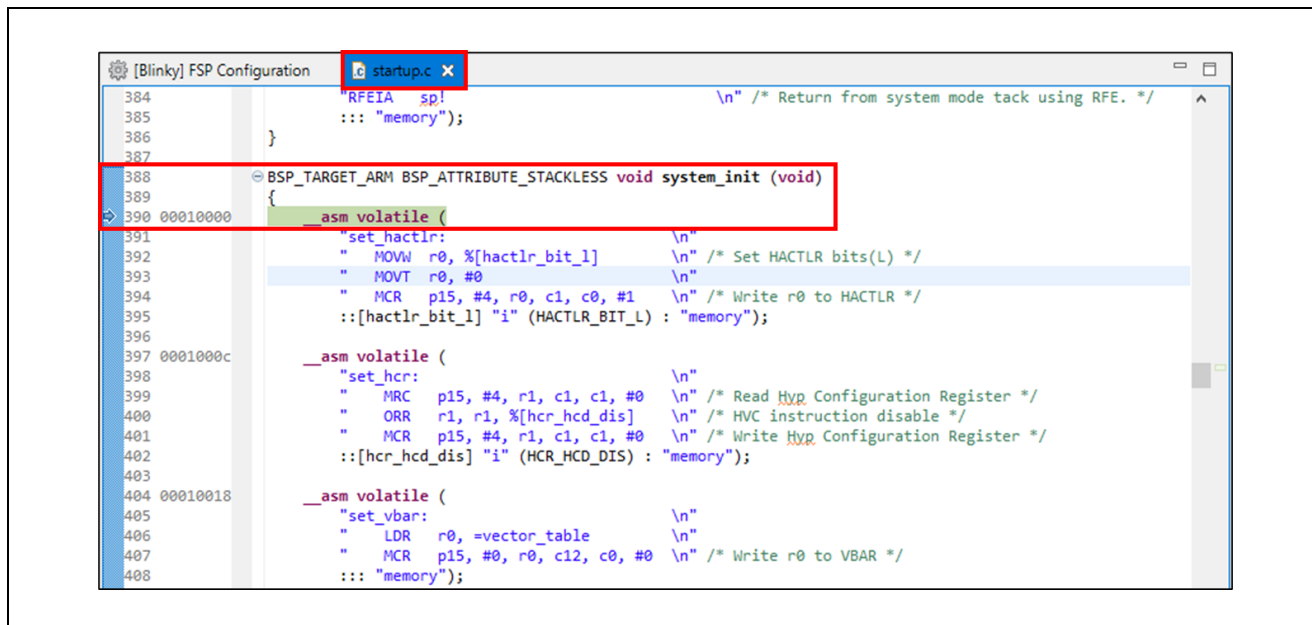 [Blinky] FSP Configuration startup.c
384 "RFEIA sp! \n" /* Return from system mode tack using RFE. */
385 ::: "memory");
386 }
387
388 BSP_TARGET_ARM BSP_ATTRIBUTE_STACKLESS void system_init (void)
389 {
390 00010000 __asm volatile (
391 "set_hactlr: \n"
392 " MOVW r0, %[hactlr_bit_l] \n" /* Set HACTLR bits(L) */
393 " MOVT r0, #0 \n"
394 " MCR p15, #4, r0, c1, c0, #1 \n" /* Write r0 to HACTLR */
395 ::[hactlr_bit_l] "i" (HACTLR_BIT_L) : "memory");
396
397 0001000c __asm volatile (
398 "set_hcr: \n"
399 " MRC p15, #4, r1, c1, c1, #0 \n" /* Read Hyp Configuration Register */
400 " ORR r1, r1, %[hcr_hcd_dis] \n" /* HVC instruction disable */
401 " MCR p15, #4, r1, c1, c1, #0 \n" /* Write Hyp Configuration Register */
402 ::[hcr_hcd_dis] "i" (HCR_HCD_DIS) : "memory");
403
404 00010018 __asm volatile (
405 "set_vbar: \n"
406 " LDR r0, =vector_table \n"
407 " MCR p15, #0, r0, c12, c0, #0 \n" /* Write r0 to VBAR */
408 ::: "memory");